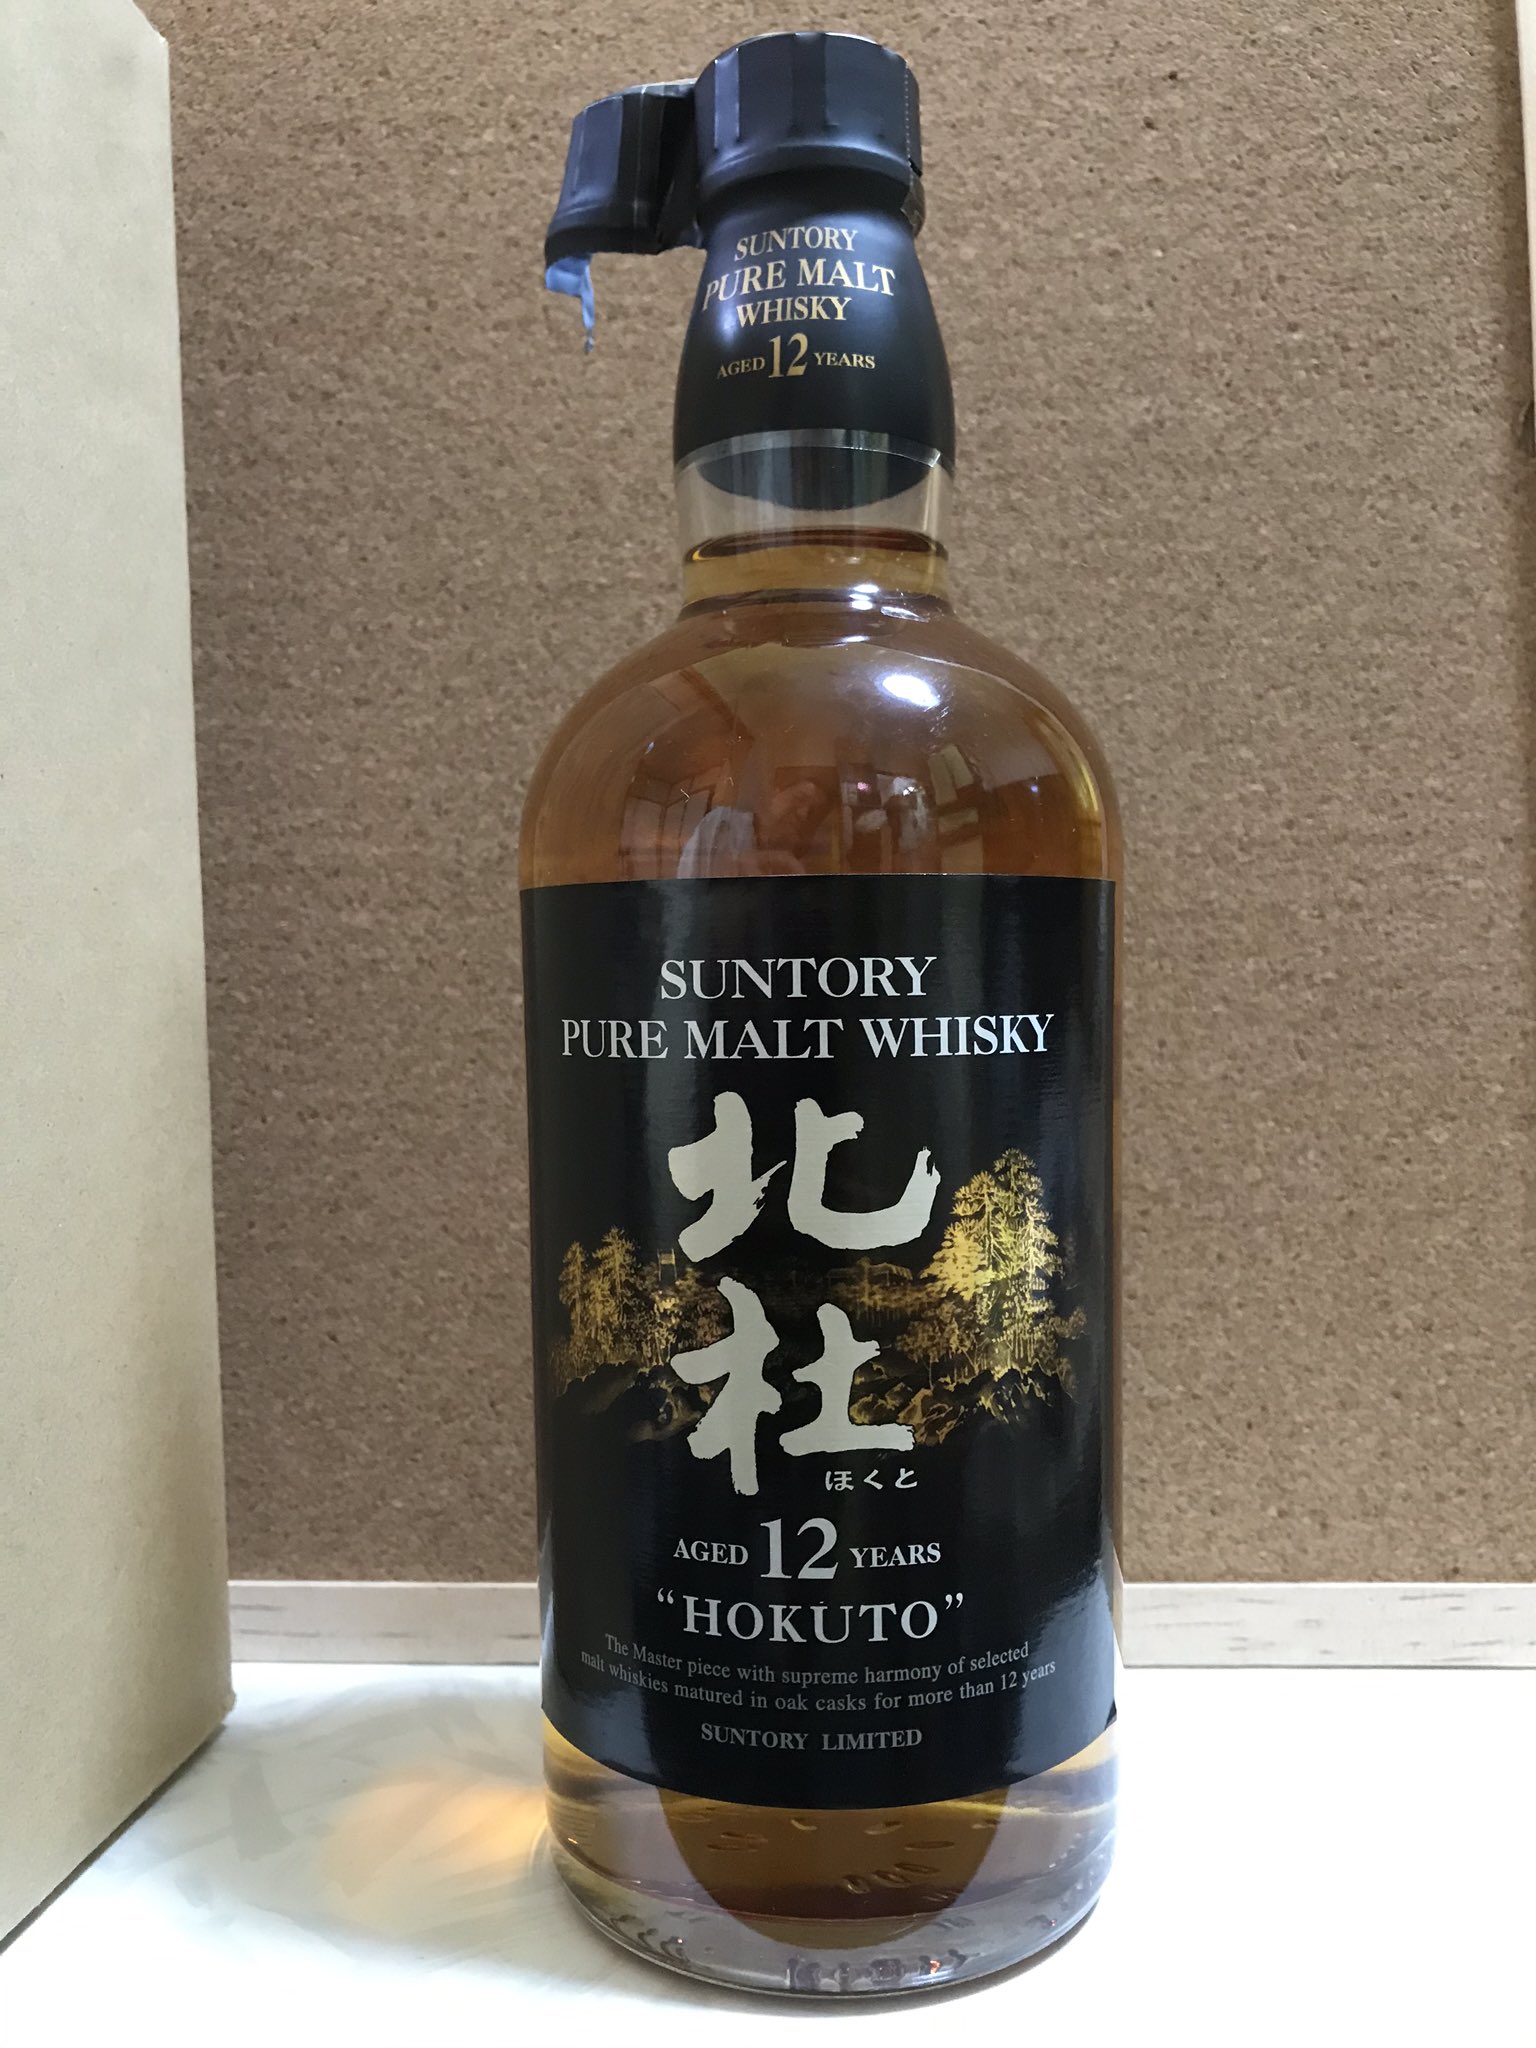 SUNTORY
PURE MALT
WHISKY
AGED 12 YEARS
SUNTORY
PURE MALT WHISKY
北
杜
ほくと
AGED 12 YEARS
“HOKUTO”
The Master piece with supreme harmony of selected
malt whiskies matured in oak casks for more than 12 years
SUNTORY LIMITED